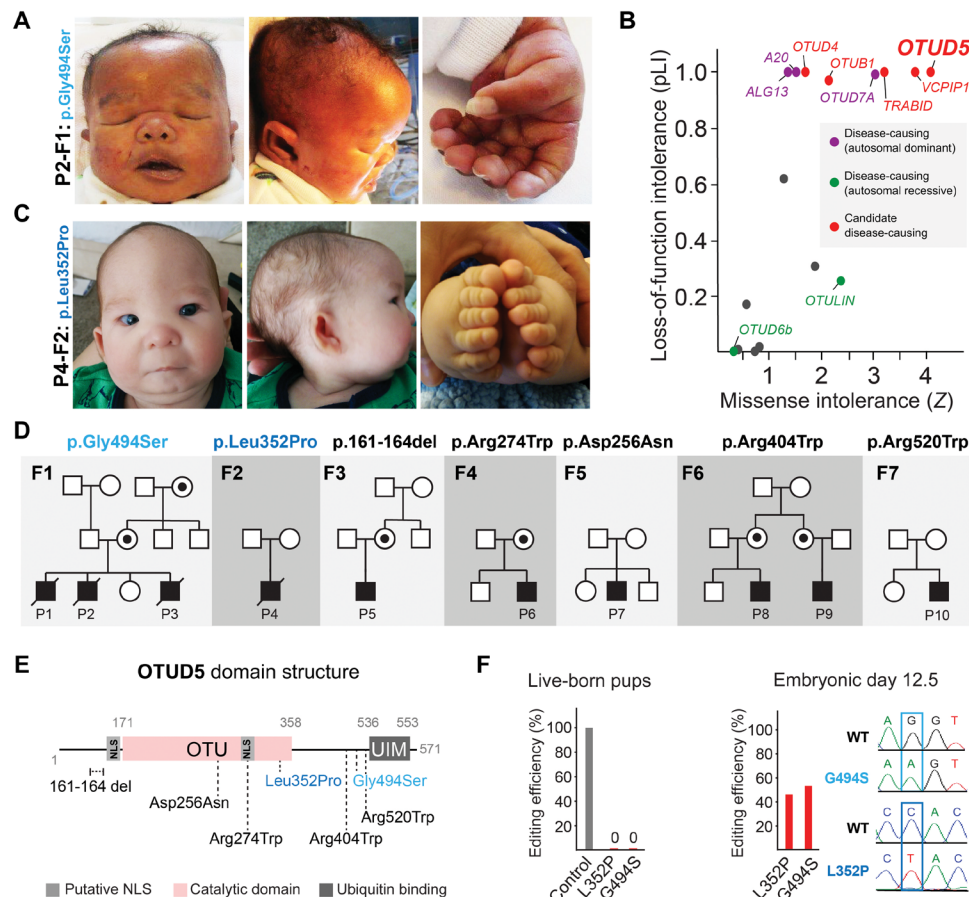 A
P2-F1: p.Gly494Ser
B
Loss-of-function intolerance (pLI)
1.0
0.8
0.6
0.4
0.2
A20
OTUD4
OTUD5
OTUB1
ALG13
OTUD7A
TRABID
VCPIP1
Disease-causing
(autosomal dominant)
Disease-causing
(autosomal recessive)
Candidate
disease-causing
OTULIN
OTUD6b
1 2 3 4
Missense intolerance (Z)
C
P4-F2: p.Leu352Pro
D
p.Gly494Ser p.Leu352Pro p.161-164del p.Arg274Trp p.Asp256Asn p.Arg404Trp p.Arg520Trp
F1 F2 F3 F4 F5 F6 F7
P1 P2 P3 P4 P5 P6 P7 P8 P9 P10
E
OTUD5 domain structure
171 358 536 553
NLS OTU NLS UIM
1 571
161-164 del
Leu352Pro Gly494Ser
Asp256Asn
Arg520Trp
Arg274Trp Arg404Trp
Putative NLS Catalytic domain Ubiquitin binding
F
Live-born pups
Editing efficiency (%)
100
80
60
40
20
0 0
Control L352P G494S
Embryonic day 12.5
Editing efficiency (%)
100
80
60
40
20
L352P G494S
A G G T
WT
A A G T
G494S
C C A C
WT
C T A C
L352P